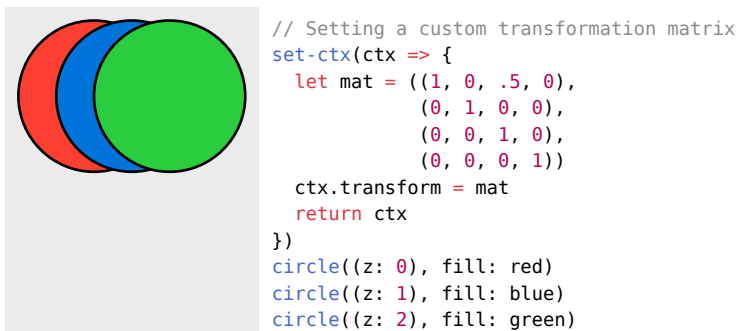 // Setting a custom transformation matrix
set-ctx(ctx => {
  let mat = ((1, 0, .5, 0),
             (0, 1, 0, 0),
             (0, 0, 1, 0),
             (0, 0, 0, 1))
  ctx.transform = mat
  return ctx
})
circle((z: 0), fill: red)
circle((z: 1), fill: blue)
circle((z: 2), fill: green)